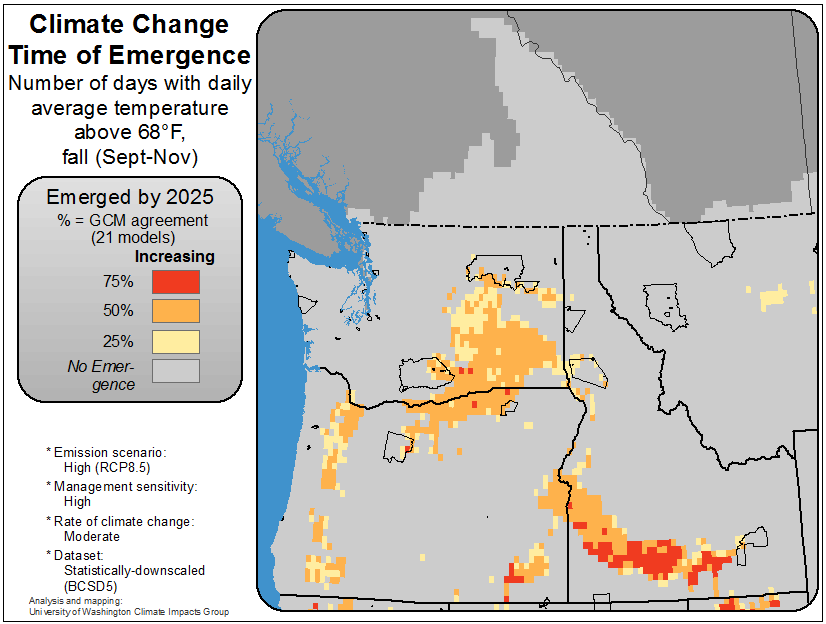 Climate Change
Time of Emergence
Number of days with daily
average temperature
above 68°F,
fall (Sept-Nov)
Emerged by 2025
% = GCM agreement
(21 models)
Increasing
75%
50%
25%
No Emer-
gence
* Emission scenario:
High (RCP8.5)
* Management sensitivity:
High
* Rate of climate change:
Moderate
* Dataset:
Statistically-downscaled
(BCSD5)
Analysis and mapping:
University of Washington Climate Impacts Group